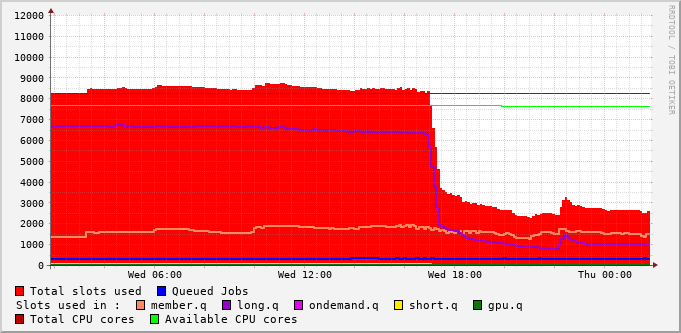 12000
11000
10000
9000
8000
7000
6000
5000
4000
3000
2000
1000
0
Wed 06:00 Wed 12:00 Wed 18:00 Thu 00:00
Total slots used Queued Jobs
Slots used in : member.q long.q ondemand.q short.q gpu.q
Total CPU cores Available CPU cores
RRDTOOL / TOBI OETIKER